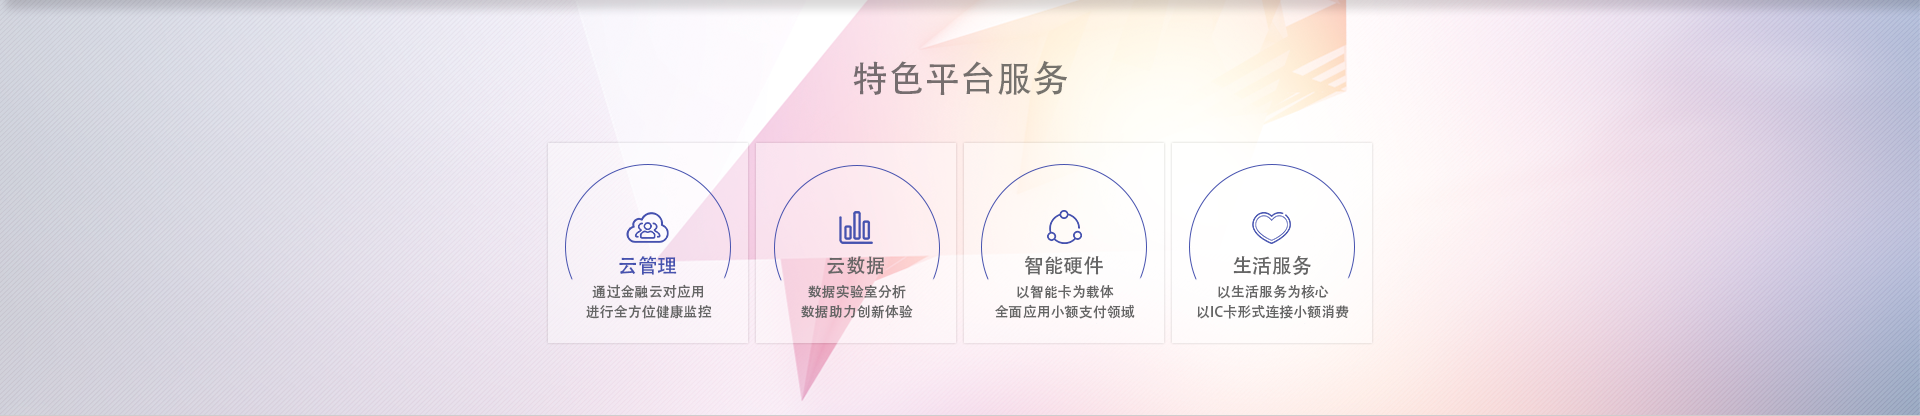 特色平台服务
云管理
通过金融云对应用
进行全方位健康监控
云数据
数据实验室分析
数据助力创新体验
智能硬件
以智能卡为载体
全面应用小额支付领域
生活服务
以生活服务为核心
以IC卡形式连接小额消费